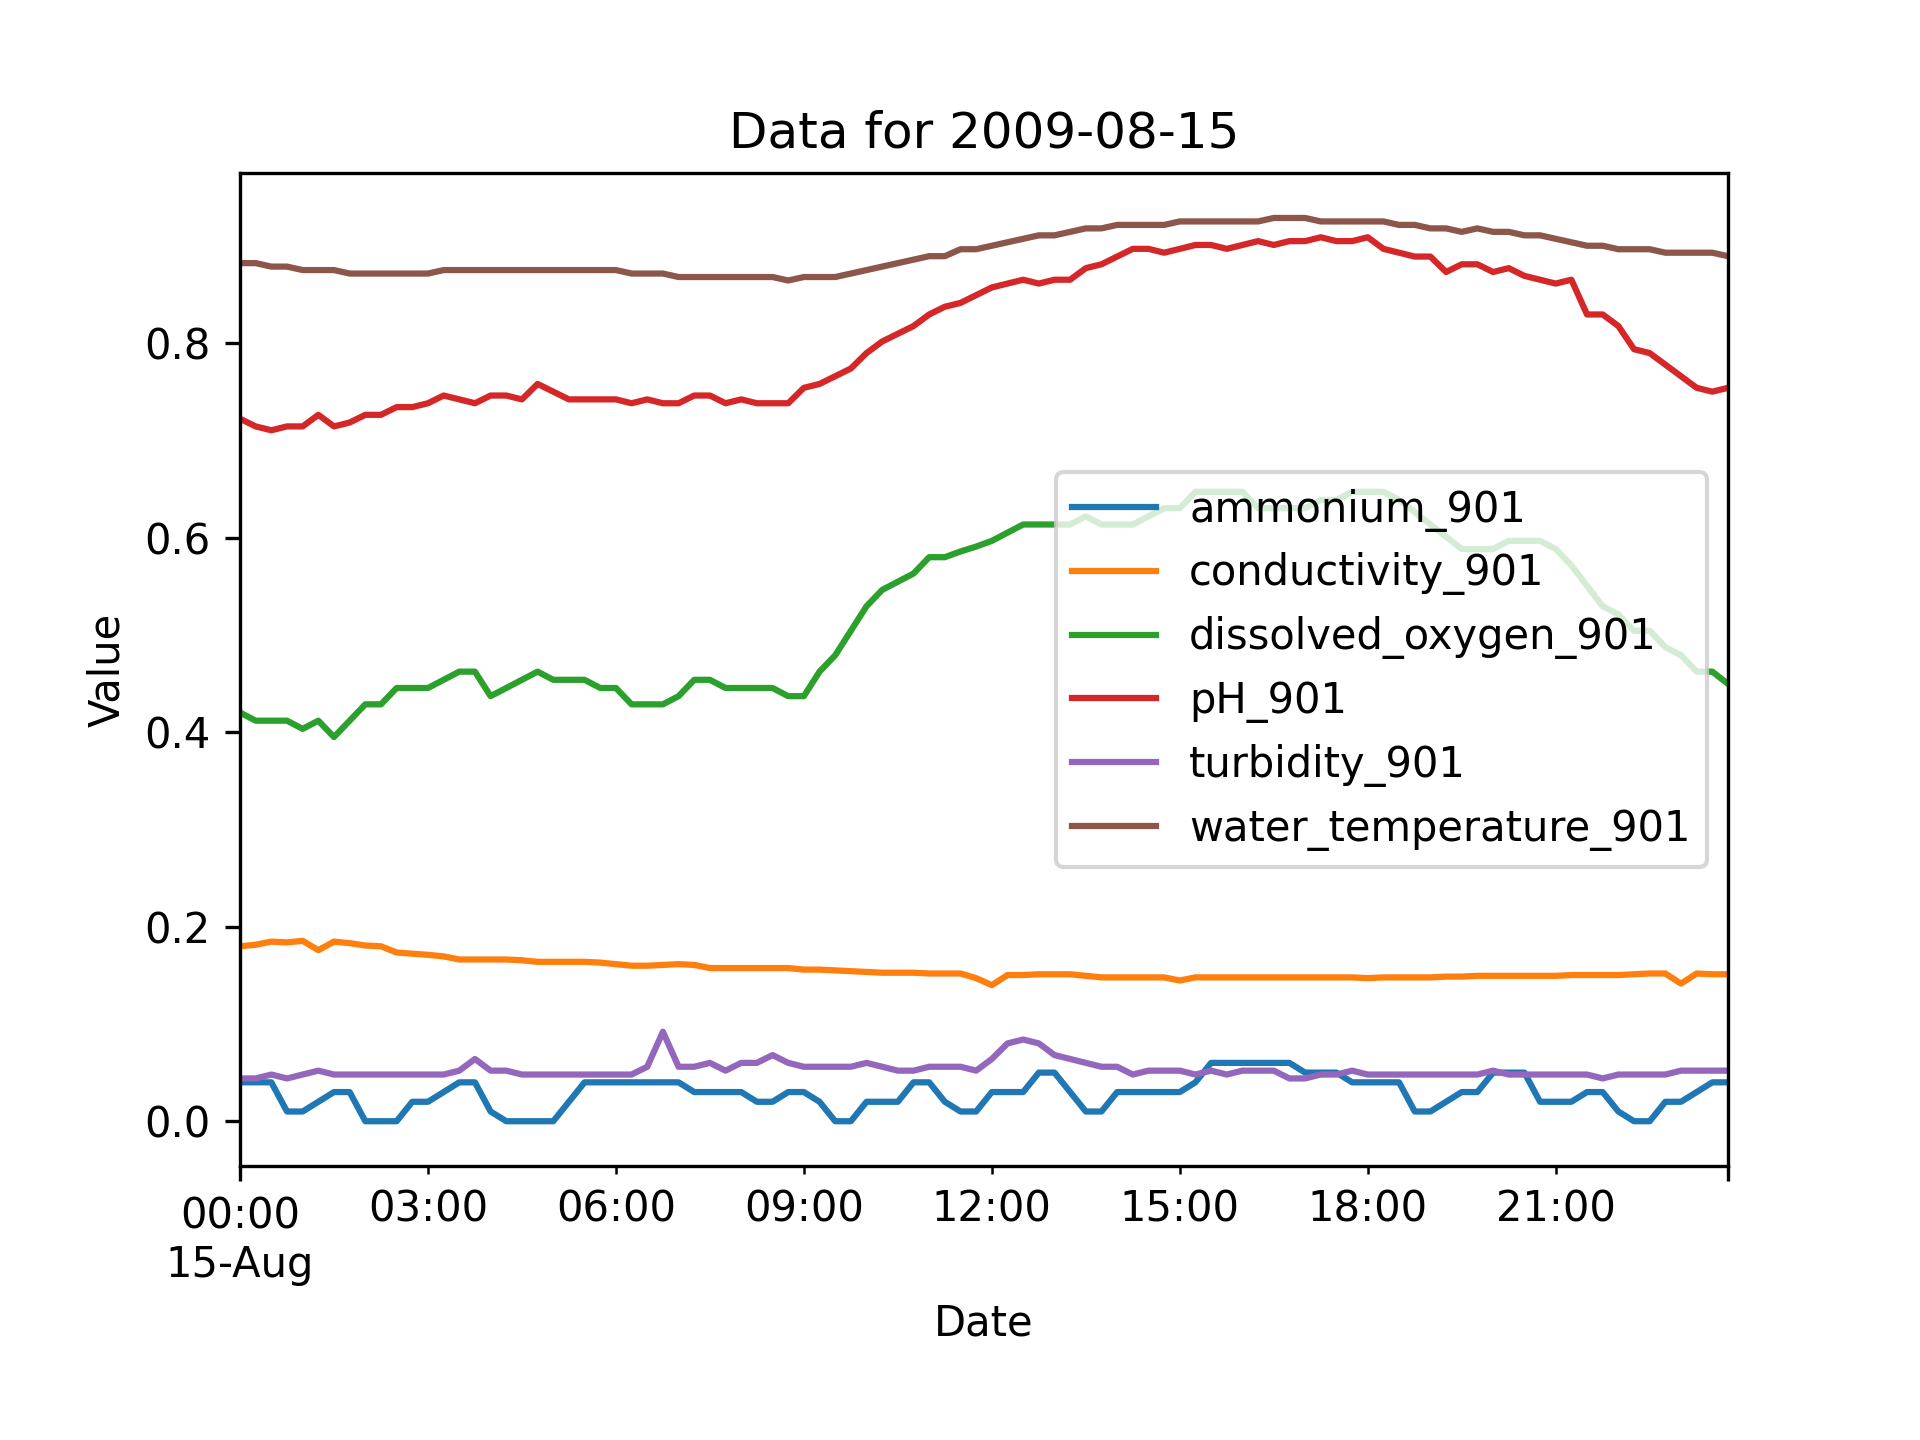 Data for 2009-08-15
Value
0.8
0.6
0.4
0.2
0.0
ammonium_901
conductivity_901
dissolved_oxygen_901
pH_901
turbidity_901
water_temperature_901
00:00 03:00 06:00 09:00 12:00 15:00 18:00 21:00
15-Aug
Date